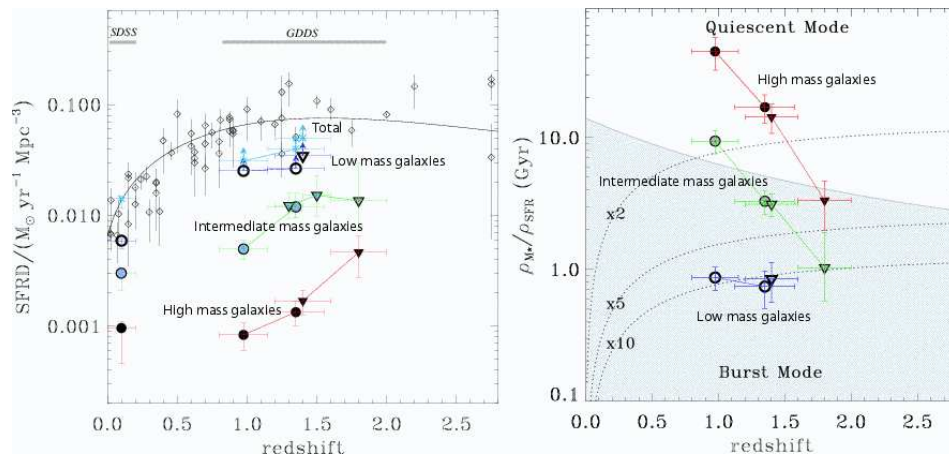 SDSS
GDDS
SFRD/(M⊙ yr⁻¹ Mpc⁻³)
0.100
0.010
0.001
Total
Low mass galaxies
Intermediate mass galaxies
High mass galaxies
0.0 0.5 1.0 1.5 2.0 2.5
redshift
Quiescent Mode
High mass galaxies
ρM*/ρSFR (Gyr)
10.0
1.0
0.1
Intermediate mass galaxies
x2
x5
x10
Low mass galaxies
Burst Mode
0.0 0.5 1.0 1.5 2.0 2.5
redshift